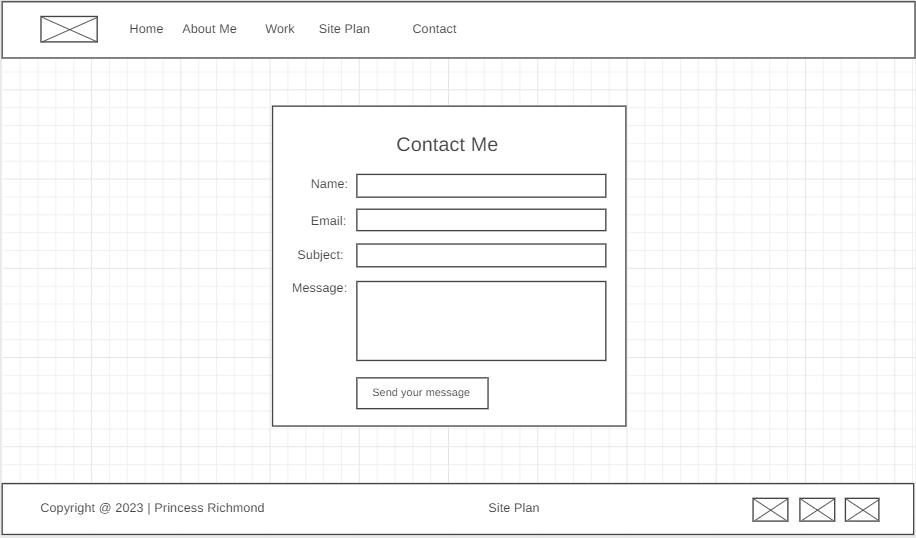 Home About Me Work Site Plan Contact
Contact Me
Name:
Email:
Subject:
Message:
Send your message
Copyright @ 2023 | Princess Richmond Site Plan